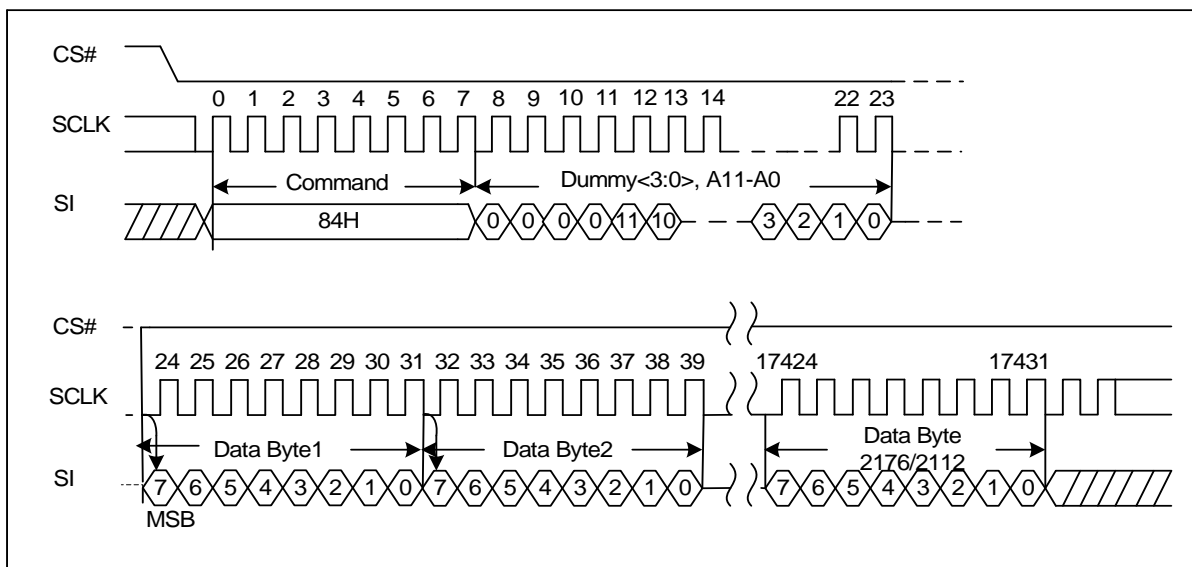 CS#
0 1 2 3 4 5 6 7 8 9 10 11 12 13 14 22 23
SCLK
Command Dummy<3:0>, A11-A0
SI
84H 0 0 0 0 11 10 3 2 1 0
CS#
24 25 26 27 28 29 30 31 32 33 34 35 36 37 38 39 17424 17431
SCLK
Data Byte1 Data Byte2 Data Byte
2176/2112
SI
7 6 5 4 3 2 1 0 7 6 5 4 3 2 1 0 7 6 5 4 3 2 1 0
MSB